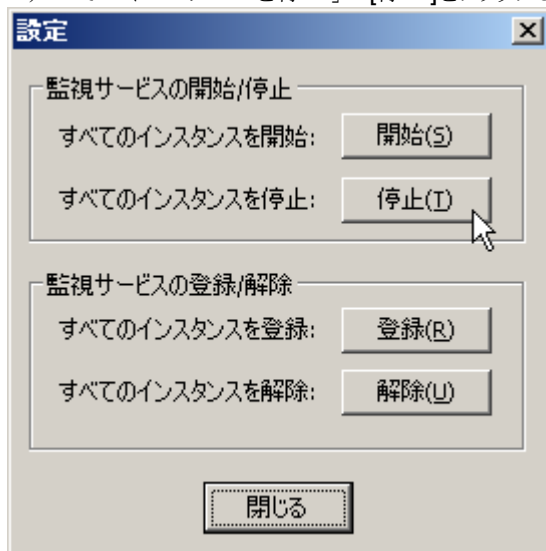 設定
監視サービスの開始/停止
すべてのインスタンスを開始: 開始(S)
すべてのインスタンスを停止: 停止(T)
監視サービスの登録/解除
すべてのインスタンスを登録: 登録(R)
すべてのインスタンスを解除: 解除(U)
閉じる